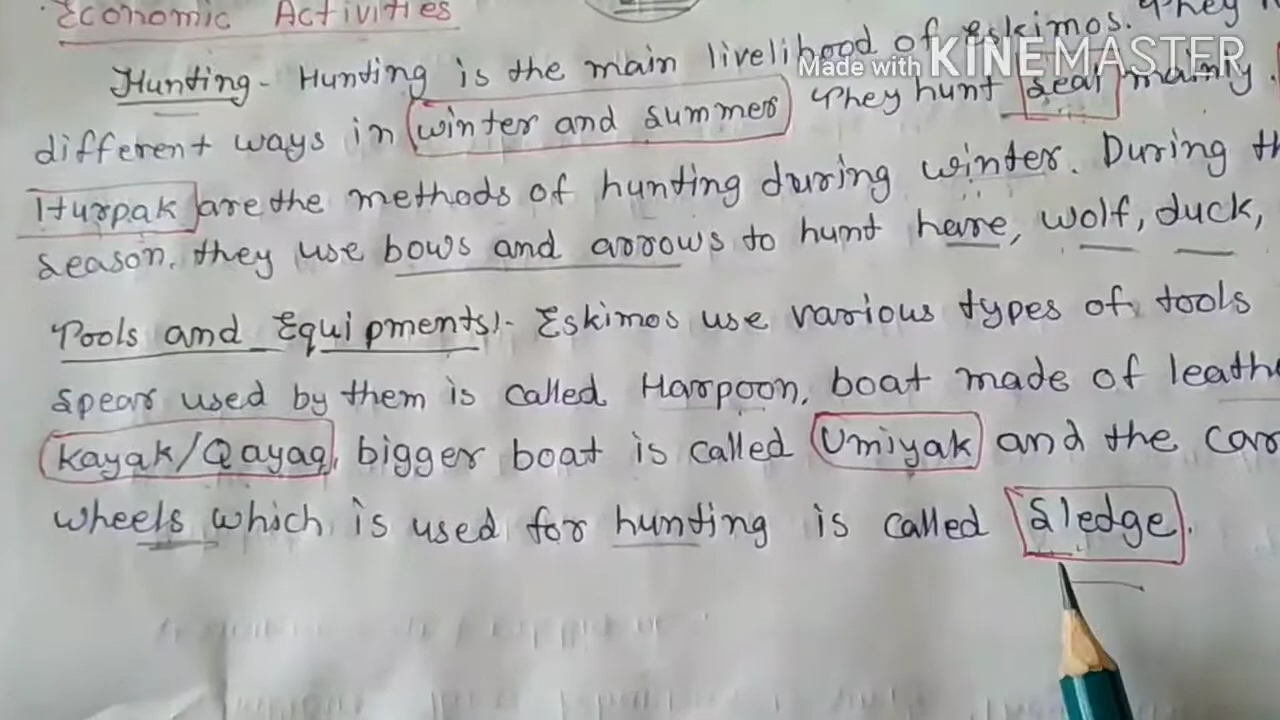 Economic Activities
Hunting - Hunting is the main livelihood of eskimos. They
Made with KINEMASTER
different ways in winter and summer They hunt seal mainly.
Iturpak are the methods of hunting during winter. During th
season, they use bows and arrows to hunt hare, wolf, duck,
Tools and Equipments:- Eskimos use various types of tools
spear used by them is called Harpoon, boat made of leathe
Kayak/Qayaq, bigger boat is called Umiyak and the car
wheels which is used for hunting is called Sledge.